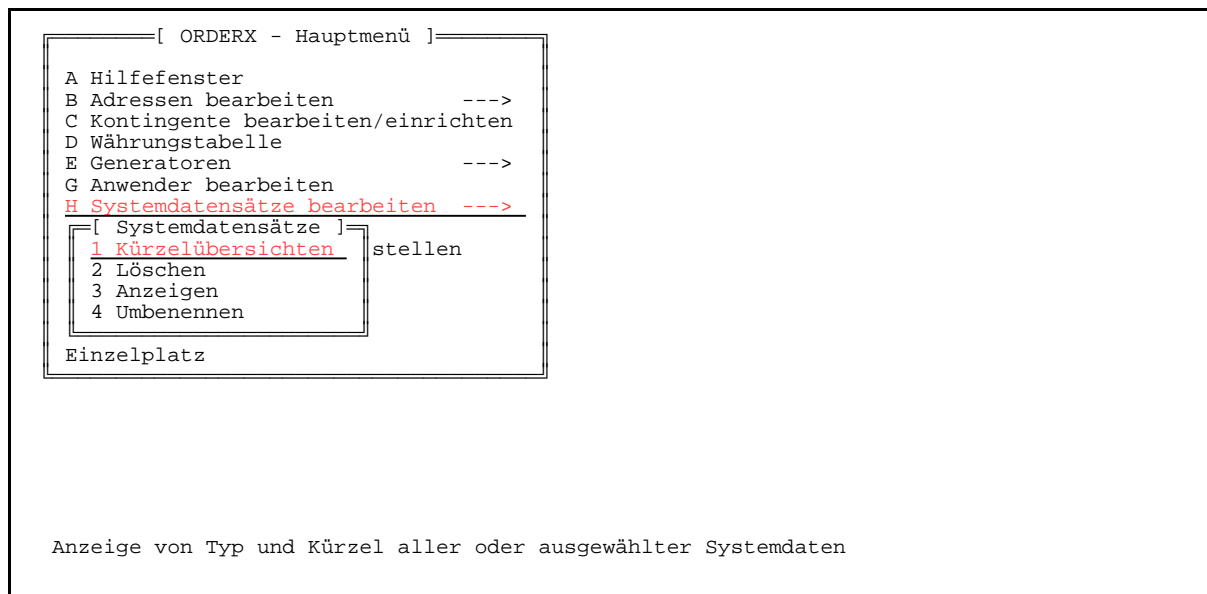 [ ORDERX - Hauptmenü ]
A Hilfefenster
B Adressen bearbeiten --->
C Kontingente bearbeiten/einrichten
D Währungstabelle
E Generatoren --->
G Anwender bearbeiten
H Systemdatensätze bearbeiten --->
[ Systemdatensätze ]
1 Kürzelübersichten stellen
2 Löschen
3 Anzeigen
4 Umbenennen
Einzelplatz
Anzeige von Typ und Kürzel aller oder ausgewählter Systemdaten